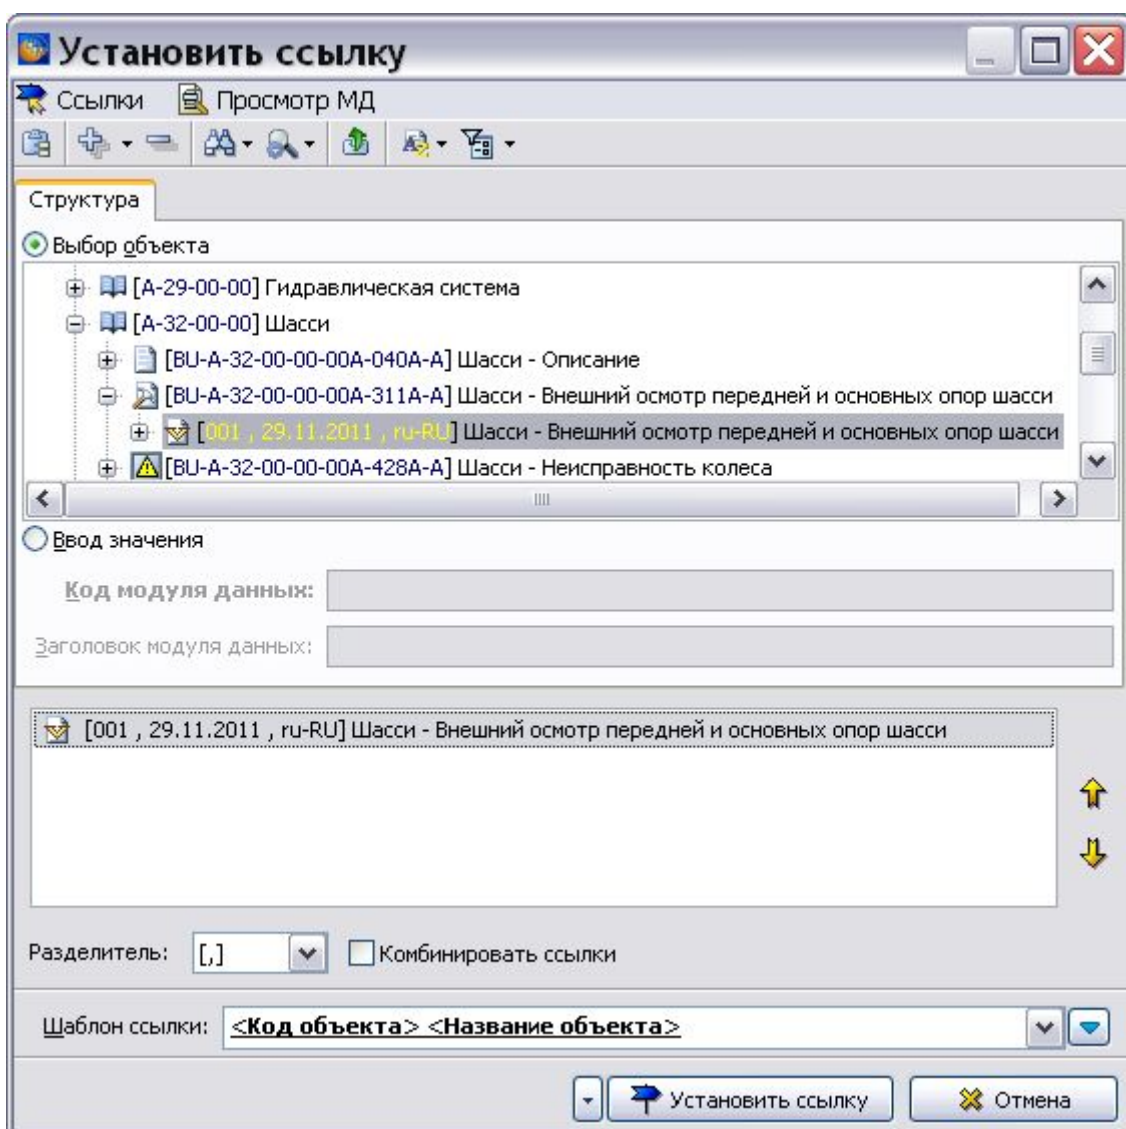 Установить ссылку
Ссылки Просмотр МД
Структура
Выбор объекта
[A-29-00-00] Гидравлическая система
[A-32-00-00] Шасси
[BU-A-32-00-00-00A-040A-A] Шасси - Описание
[BU-A-32-00-00-00A-311A-A] Шасси - Внешний осмотр передней и основных опор шасси
[001 , 29.11.2011 , ru-RU] Шасси - Внешний осмотр передней и основных опор шасси
[BU-A-32-00-00-00A-428A-A] Шасси - Неисправность колеса
Ввод значения
Код модуля данных:
Заголовок модуля данных:
[001 , 29.11.2011 , ru-RU] Шасси - Внешний осмотр передней и основных опор шасси
Разделитель: [,] Комбинировать ссылки
Шаблон ссылки: <Код объекта> <Название объекта>
Установить ссылку Отмена